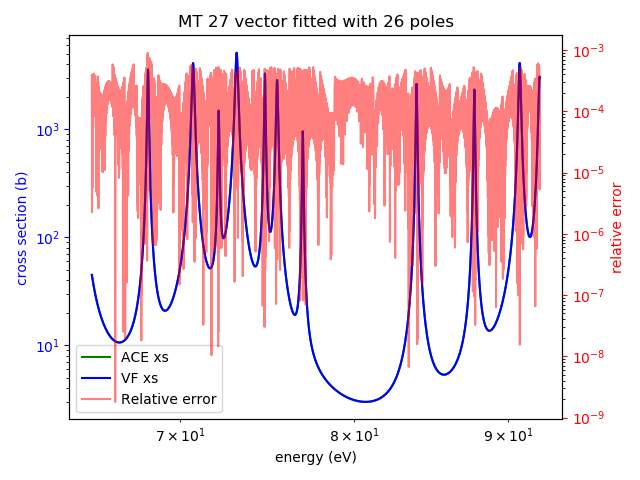 MT 27 vector fitted with 26 poles
cross section (b)
10³
10²
10¹
10⁻³
10⁻⁴
10⁻⁵
10⁻⁶
10⁻⁷
10⁻⁸
10⁻⁹
relative error
ACE xs
VF xs
Relative error
7 × 10¹
8 × 10¹
9 × 10¹
energy (eV)